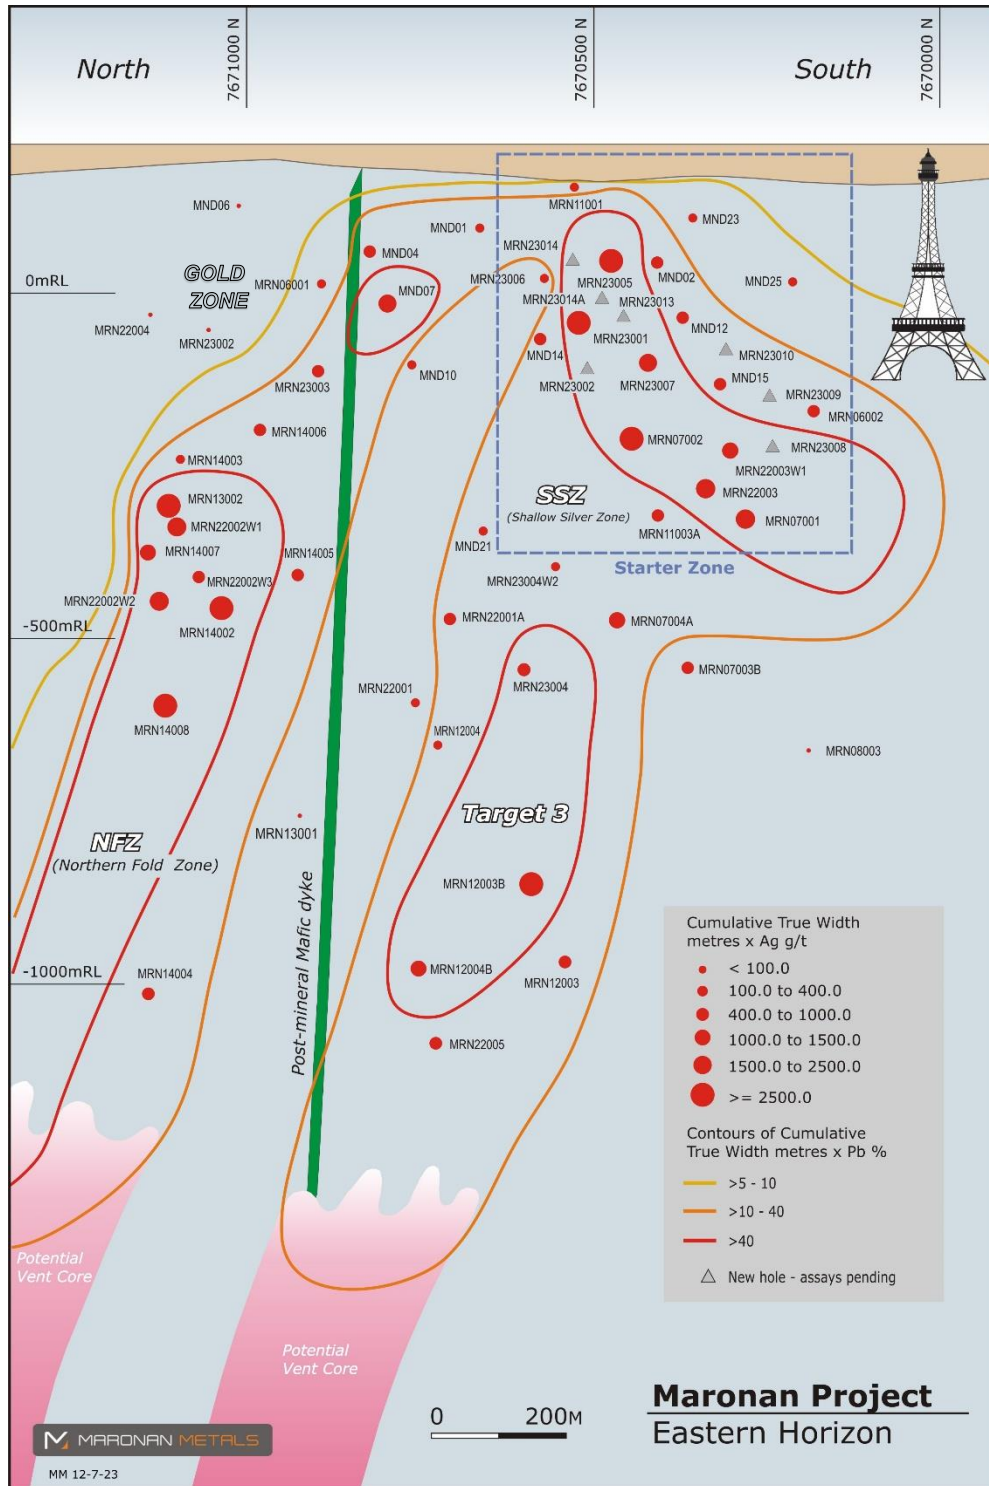 North
7671000 N
7670500 N
South
7670000 N
MND06
MRN11001
MND01
MND23
MRN23014
MND04
GOLD
ZONE
MND02
MRN23006
MRN23005
MND25
0mRL
MRN06001
MND07
MRN23014A
MRN23013
MRN22004
MND12
MRN23002
MND14
MRN23001
MRN23010
MRN23003
MND10
MRN23002
MRN23007
MND15
MRN23009
MRN06002
MRN14006
MRN07002
MRN23008
MRN14003
MRN22003W1
MRN13002
SSZ
(Shallow Silver Zone)
MRN22003
MRN22002W1
MRN07001
MRN14007
MRN14005
MND21
MRN11003A
Starter Zone
MRN22002W3
MRN23004W2
MRN22002W2
MRN22001A
MRN07004A
-500mRL
MRN14002
MRN23004
MRN07003B
MRN22001
MRN14008
MRN12004
MRN08003
Target 3
MRN13001
NFZ
(Northern Fold Zone)
MRN12003B
Post-mineral Mafic dyke
-1000mRL
MRN14004
MRN12004B
MRN12003
MRN22005
Cumulative True Width
metres x Ag g/t
< 100.0
100.0 to 400.0
400.0 to 1000.0
1000.0 to 1500.0
1500.0 to 2500.0
>= 2500.0
Contours of Cumulative
True Width metres x Pb %
>5 - 10
>10 - 40
>40
New hole - assays pending
Potential
Vent Core
Potential
Vent Core
0 200M
Maronan Project
Eastern Horizon
MARONAN METALS
MM 12-7-23